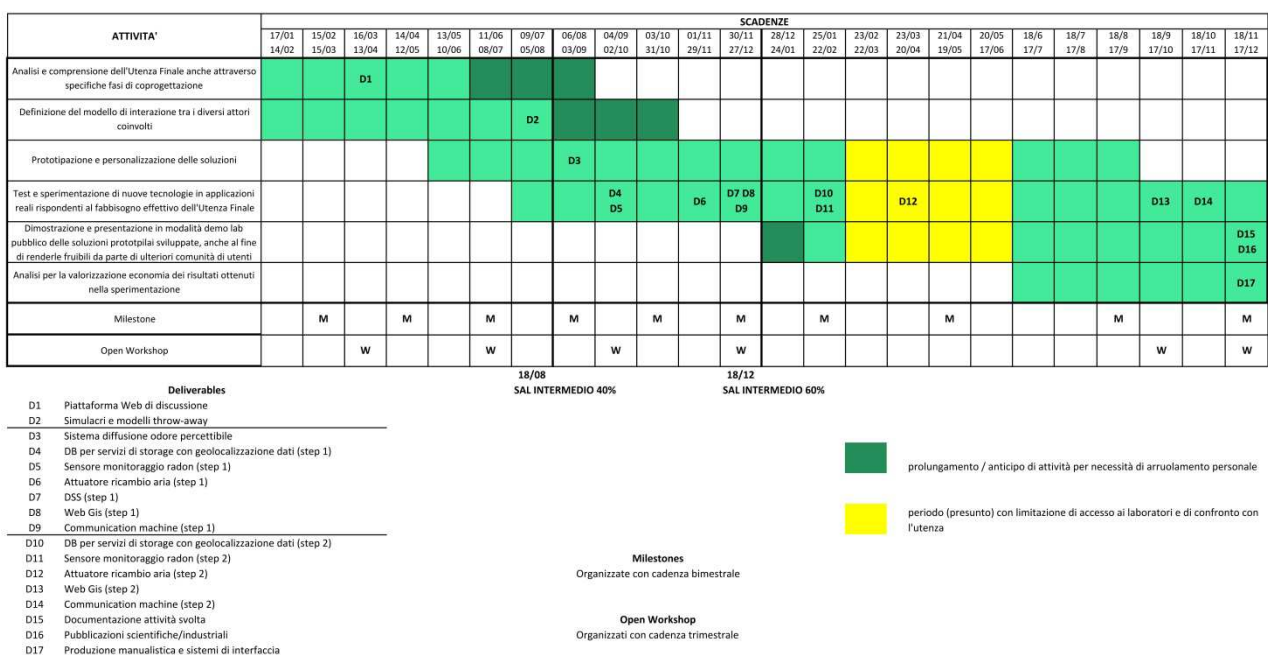 SCADENZE
ATTIVITA'
17/01 15/02 16/03 14/04 13/05 11/06 09/07 06/08 04/09 03/10 01/11 30/11 28/12 25/01 23/02 23/03 21/04 20/05 18/6 18/7 18/8 18/9 18/10 18/11
14/02 15/03 13/04 12/05 10/06 08/07 05/08 03/09 02/10 31/10 29/11 27/12 24/01 22/02 22/03 20/04 19/05 17/06 17/7 17/8 17/9 17/10 17/11 17/12
Analisi e comprensione dell'Utenza Finale anche attraverso
specifiche fasi di coprogettazione
D1
Definizione del modello di interazione tra i diversi attori
coinvolti
D2
Prototipazione e personalizzazione delle soluzioni
D3
Test e sperimentazione di nuove tecnologie in applicazioni
reali rispondenti al fabbisogno effettivo dell'Utenza Finale
D4 D7 D8 D10
D6 D12 D13 D14
D5 D9 D11
Dimostrazione e presentazione in modalità demo lab
pubblico delle soluzioni prototpilai sviluppate, anche al fine
di renderle fruibili da parte di ulteriori comunità di utenti
D15
D16
Analisi per la valorizzazione economia dei risultati ottenuti
nella sperimentazione
D17
Milestone M M M M M M M M M M
Open Workshop W W W W W W
18/08 18/12
SAL INTERMEDIO 40% SAL INTERMEDIO 60%
Deliverables
D1 Piattaforma Web di discussione
D2 Simulacri e modelli throw-away
D3 Sistema diffusione odore percettibile
D4 DB per servizi di storage con geolocalizzazione dati (step 1)
D5 Sensore monitoraggio radon (step 1)
D6 Attuatore ricambio aria (step 1)
D7 DSS (step 1)
D8 Web Gis (step 1)
D9 Communication machine (step 1)
D10 DB per servizi di storage con geolocalizzazione dati (step 2)
D11 Sensore monitoraggio radon (step 2)
D12 Attuatore ricambio aria (step 2)
D13 Web Gis (step 2)
D14 Communication machine (step 2)
D15 Documentazione attività svolta
D16 Pubblicazioni scientifiche/industriali
D17 Produzione manualistica e sistemi di interfaccia
Milestones
Organizzate con cadenza bimestrale
Open Workshop
Organizzati con cadenza trimestrale
prolungamento / anticipo di attività per necessità di arruolamento personale
periodo (presunto) con limitazione di accesso ai laboratori e di confronto con
l'utenza